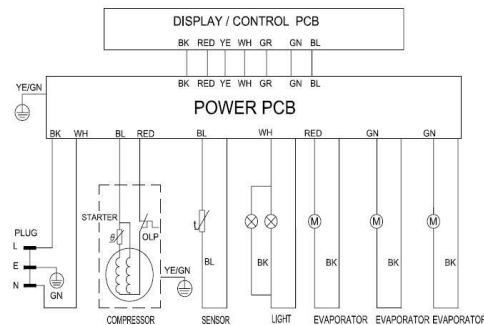 DISPLAY / CONTROL PCB
BK RED YE WH GR GN BL
BK RED YE WH GR GN BL
YE/GN
POWER PCB
BK WH BL RED BL WH RED GN GN
STARTER
θ
OLP
t
M M M
PLUG
L
E
N
GN
YE/GN
BL BK BK BK BK
COMPRESSOR SENSOR LIGHT EVAPORATOR EVAPORATOR EVAPORATOR